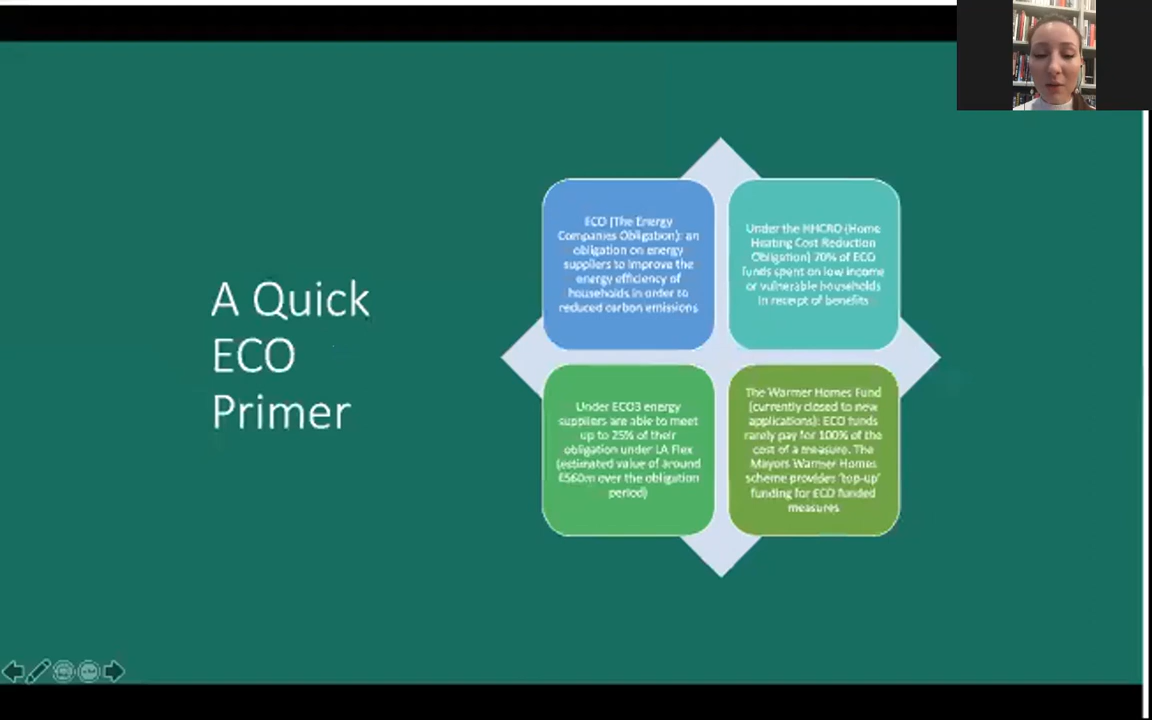 A Quick
ECO
Primer
ECO (The Energy
Companies Obligation): an
obligation on energy
suppliers to improve the
energy efficiency of
households in order to
reduced carbon emissions
Under the HHCRO (Home
Heating Cost Reduction
Obligation) 70% of ECO
funds spent on low income
or vulnerable households
in receipt of benefits
Under ECO3 energy
suppliers are able to meet
up to 25% of their
obligation under LA Flex
(estimated value of around
£560m over the obligation
period)
The Warmer Homes Fund
(currently closed to new
applications): ECO funds
rarely pay for 100% of the
cost of a measure. The
Mayors Warmer Homes
scheme provides 'top-up'
funding for ECO funded
measures